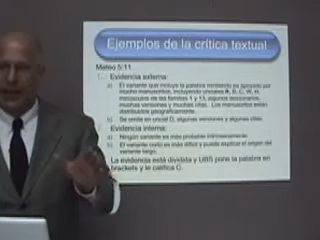 Ejemplos de la crítica textual
Mateo 5:11
1. Evidencia externa:
a) El variante que incluye la palabra mintiendo es apoyado por
mucho manuscritos, incluyendo unciales א, B, C, W, Θ,
minúsculos de las familias 1 y 13, algunos leccionarios,
muchas versiones y muchas citas. Los manuscritos están
distribuidos geográficamente.
b) Se omite en uncial D, algunas versiones y algunas citas.
Evidencia interna:
a) Ningún variante es más probable intrínsecamente.
b) El variante corto es más difícil y puede explicar el origen del
variante largo.
La evidencia está dividida y UBS pone la palabra en
brackets y le califica C.